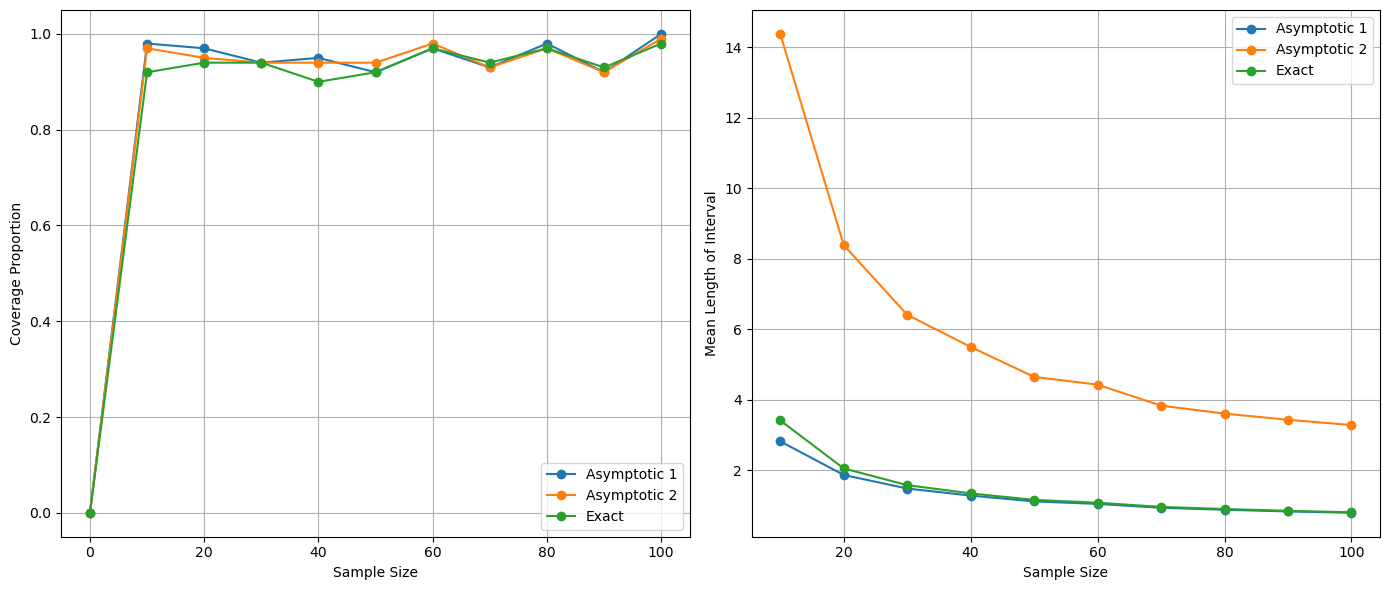 1.0
0.8
0.6
0.4
0.2
0.0
Coverage Proportion
0 20 40 60 80 100
Sample Size
Asymptotic 1
Asymptotic 2
Exact
14
12
10
8
6
4
2
Mean Length of Interval
20 40 60 80 100
Sample Size
Asymptotic 1
Asymptotic 2
Exact